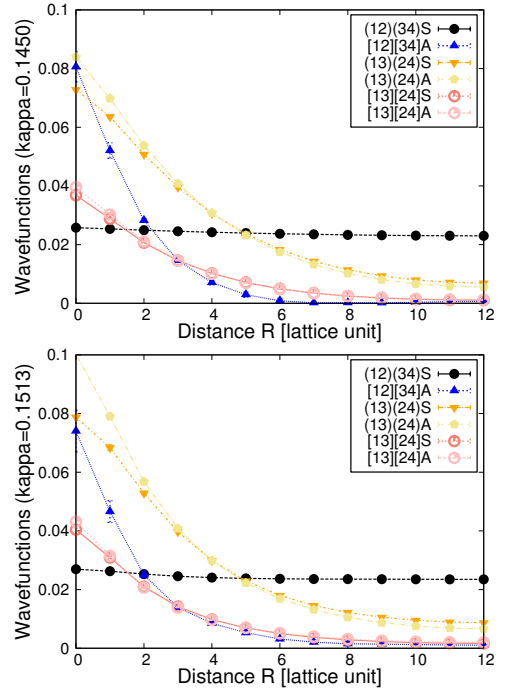 0.1
0.08
0.06
0.04
0.02
0
Wavefunctions (kappa=0.1450)
(12)(34)S
[12][34]A
(13)(24)S
(13)(24)A
[13][24]S
[13][24]A
0 2 4 6 8 10 12
Distance R [lattice unit]
0.1
0.08
0.06
0.04
0.02
0
Wavefunctions (kappa=0.1513)
(12)(34)S
[12][34]A
(13)(24)S
(13)(24)A
[13][24]S
[13][24]A
0 2 4 6 8 10 12
Distance R [lattice unit]